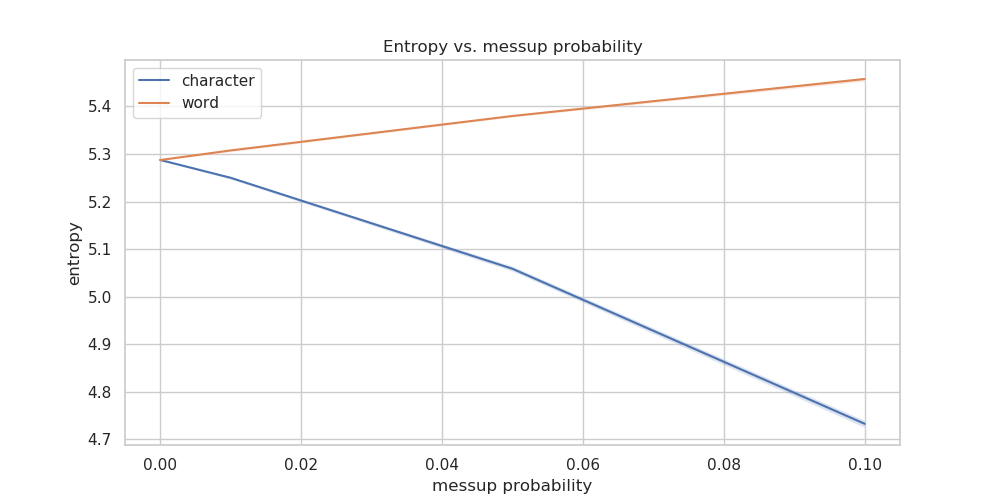 Entropy vs. messup probability
character
word
entropy
5.4
5.3
5.2
5.1
5.0
4.9
4.8
4.7
0.00 0.02 0.04 0.06 0.08 0.10
messup probability